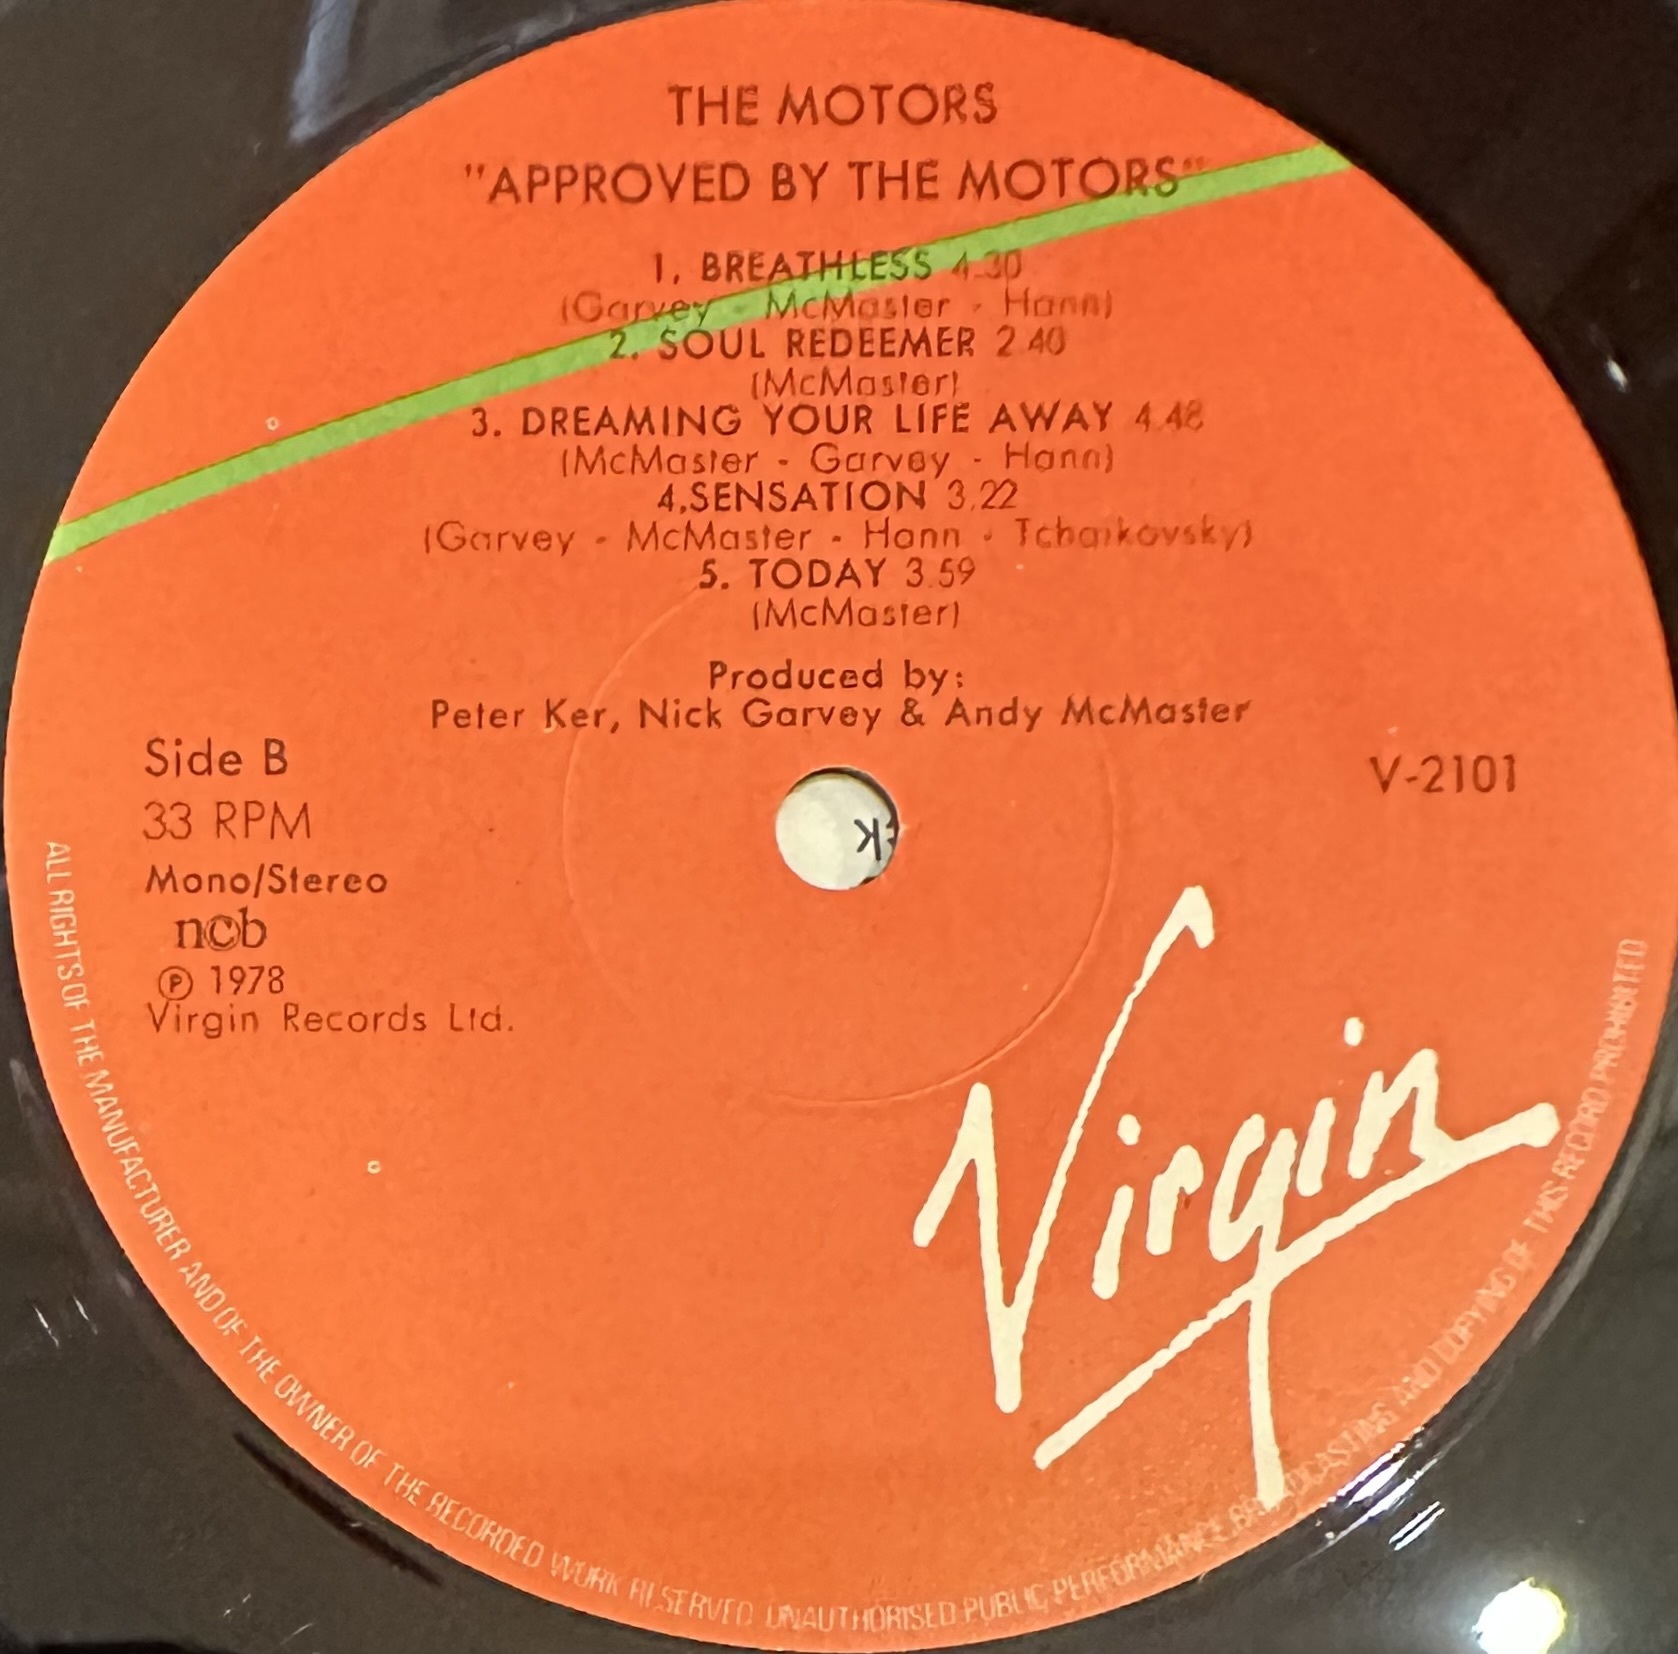 THE MOTORS
"APPROVED BY THE MOTORS"
1. BREATHLESS 4.30
(Garvey - McMaster - Hann)
2. SOUL REDEEMER 2.40
(McMaster)
3. DREAMING YOUR LIFE AWAY 4.48
(McMaster - Garvey - Hann)
4.SENSATION 3.22
(Garvey - McMaster - Hann - Tchaikovsky)
5. TODAY 3.59
(McMaster)
Produced by:
Peter Ker, Nick Garvey & Andy McMaster
Side B
33 RPM
Mono/Stereo
ncb
℗ 1978
Virgin Records Ltd.
V-2101
Virgin
ALL RIGHTS OF THE MANUFACTURER AND OF THE OWNER OF THE RECORDED WORK RESERVED UNAUTHORISED PUBLIC PERFORMANCE BROADCASTING AND COPYING OF THIS RECORD PROHIBITED